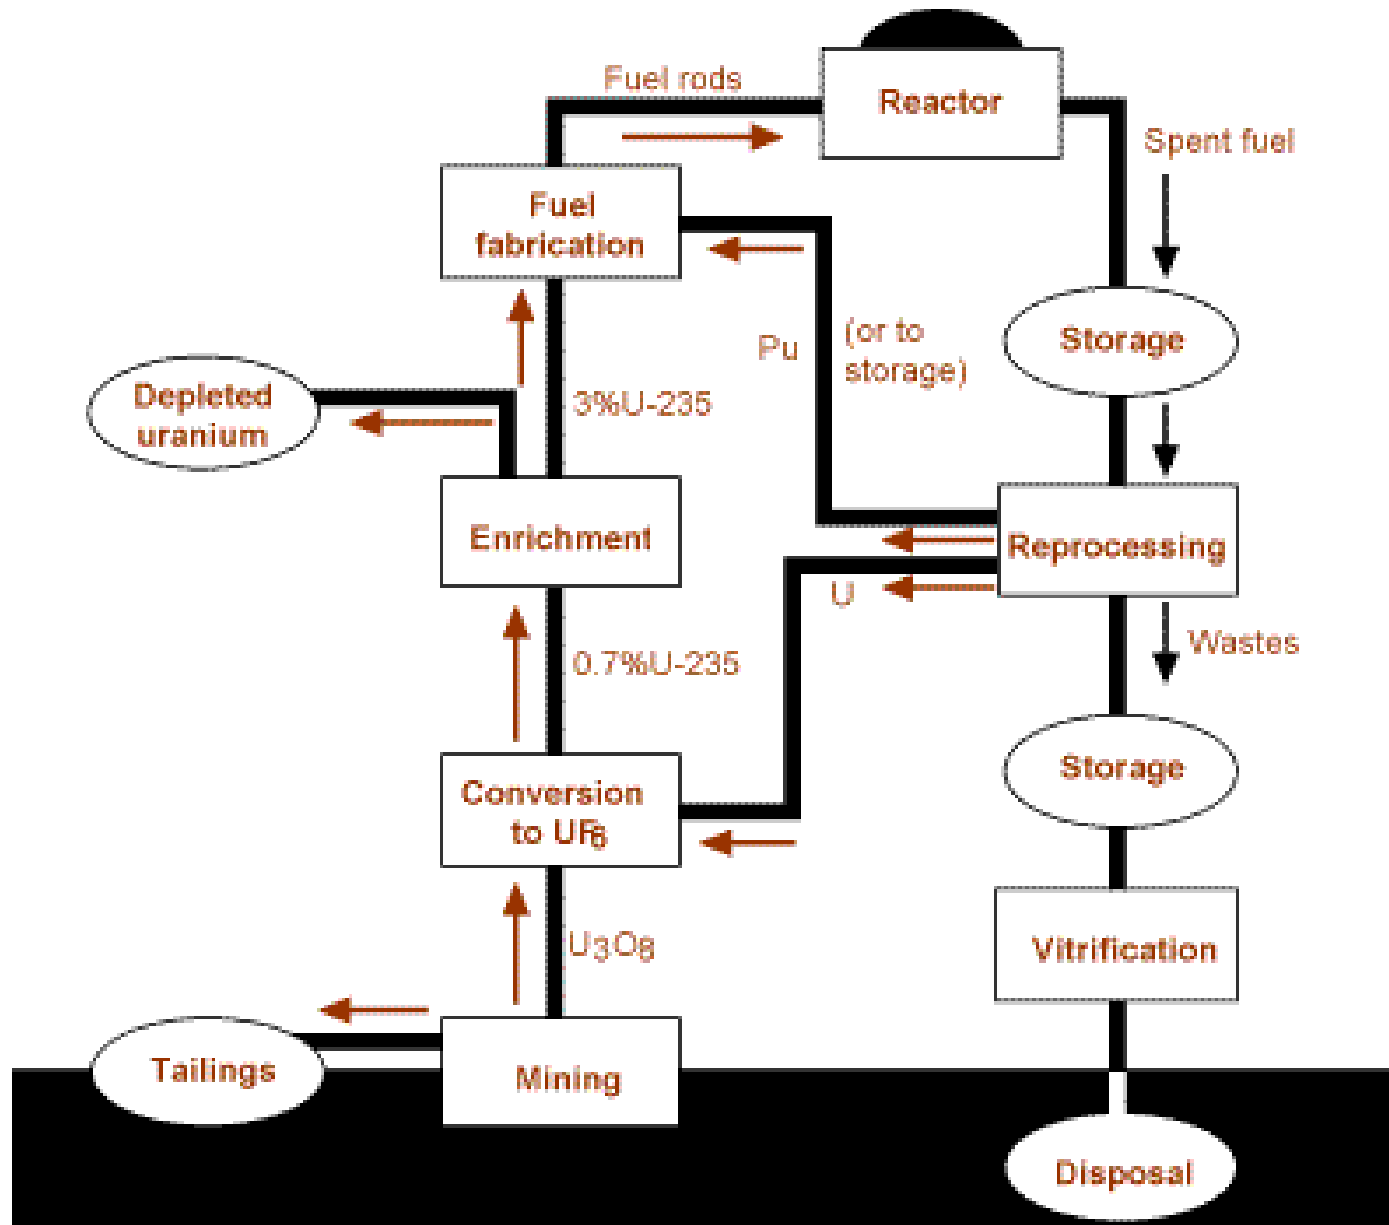 Fuel rods
Reactor
Spent fuel
Fuel
fabrication
Storage
Pu
(or to
storage)
Depleted
uranium
3%U-235
Enrichment
Reprocessing
U
Wastes
0.7%U-235
Storage
Conversion
to UF6
U3O8
Vitrification
Tailings
Mining
Disposal